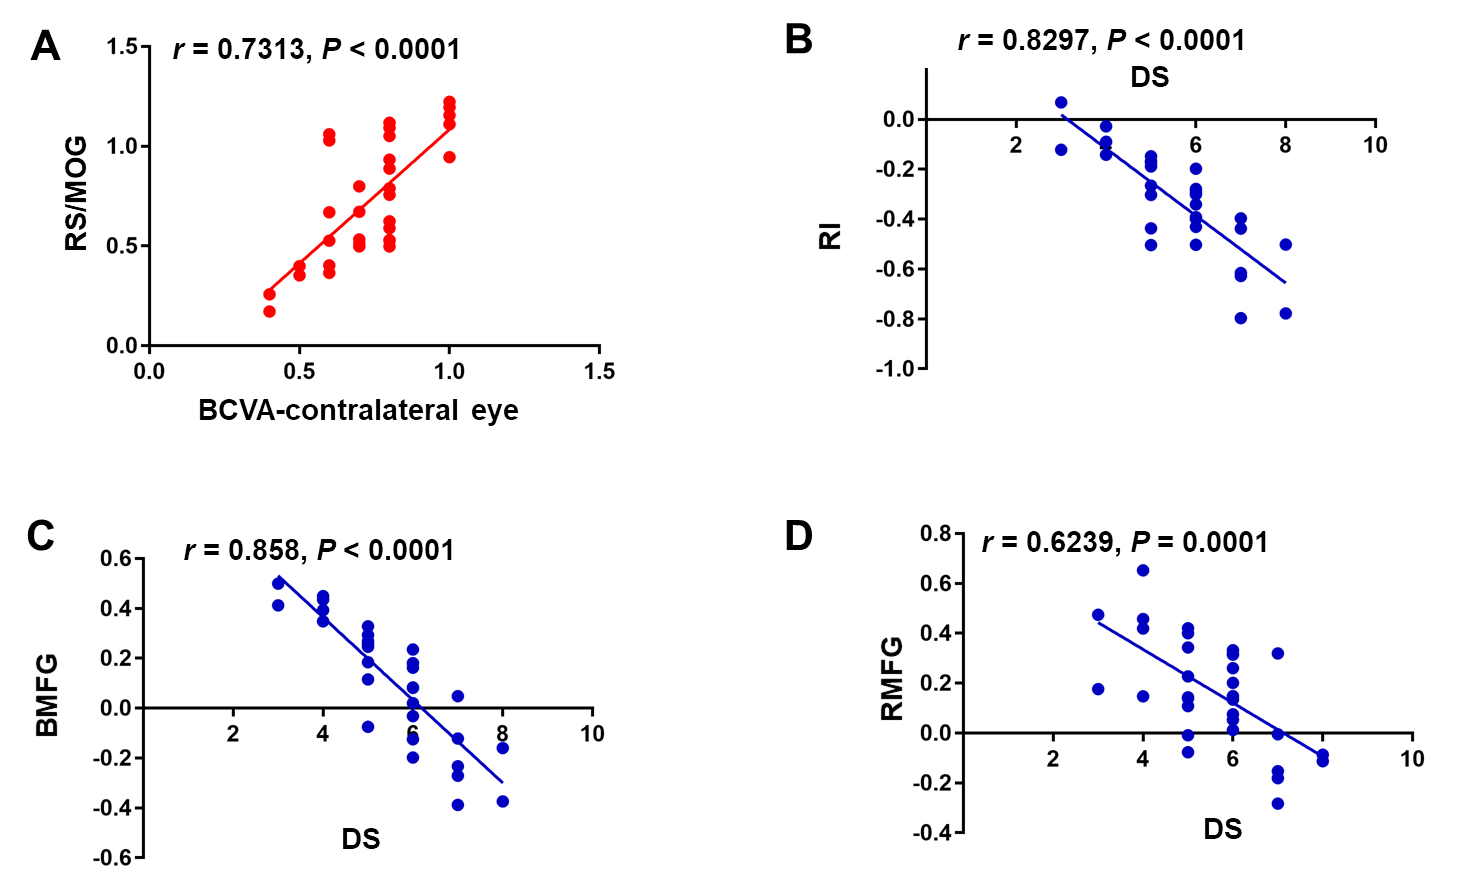 A
r = 0.7313, P < 0.0001
1.5
1.0
0.5
0.0
RS/MOG
0.0 0.5 1.0 1.5
BCVA-contralateral eye
B
r = 0.8297, P < 0.0001
DS
0.0
-0.2
-0.4
-0.6
-0.8
-1.0
RI
2 4 6 8 10
C
r = 0.858, P < 0.0001
0.6
0.4
0.2
0.0
-0.2
-0.4
-0.6
BMFG
2 4 6 8 10
DS
D
r = 0.6239, P = 0.0001
0.8
0.6
0.4
0.2
0.0
-0.2
-0.4
RMFG
2 4 6 8 10
DS